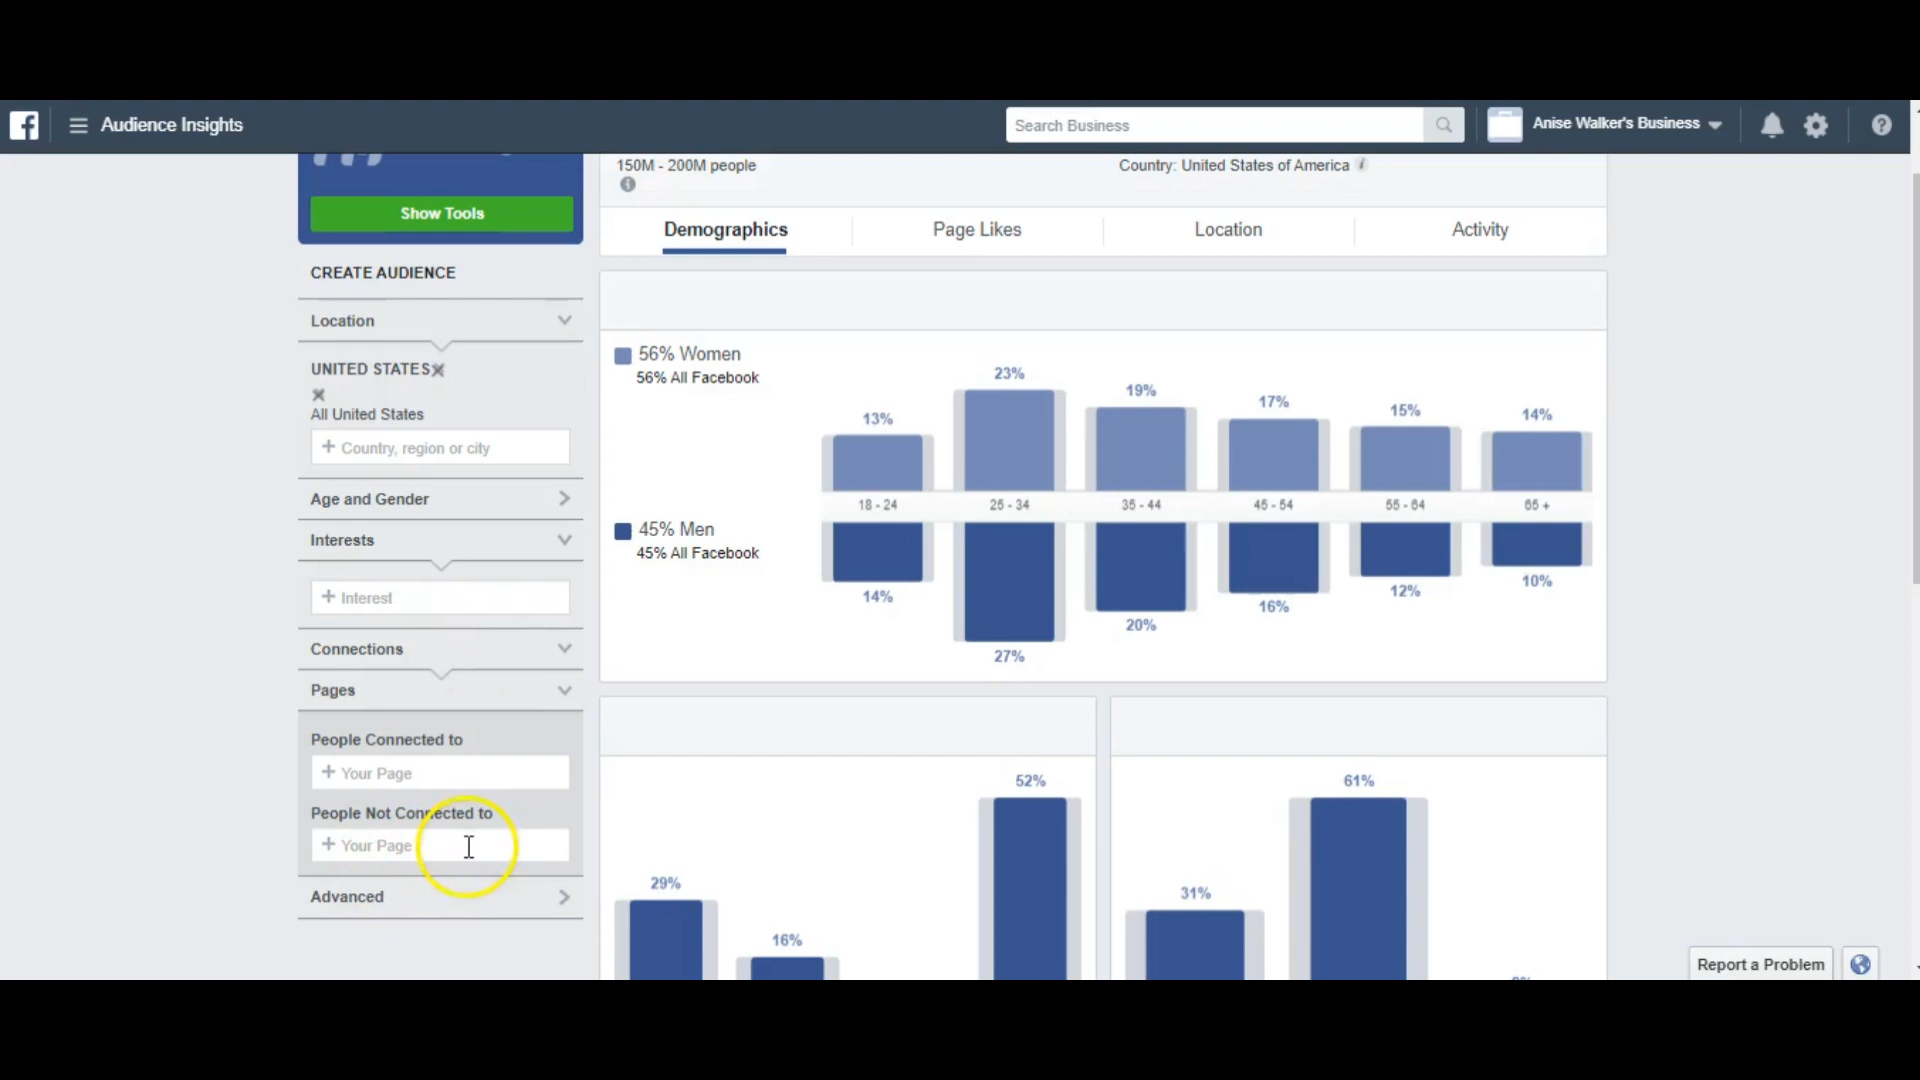 Audience Insights
Search Business
Anise Walker's Business
150M - 200M people
Country: United States of America
Show Tools
Demographics
Page Likes
Location
Activity
CREATE AUDIENCE
Location
UNITED STATES
All United States
+ Country, region or city
Age and Gender
Interests
+ Interest
Connections
Pages
People Connected to
+ Your Page
People Not Connected to
+ Your Page
Advanced
56% Women
56% All Facebook
13%
23%
19%
17%
15%
14%
18 - 24
25 - 34
35 - 44
45 - 54
55 - 64
65 +
45% Men
45% All Facebook
14%
27%
20%
16%
12%
10%
29%
16%
52%
31%
61%
Report a Problem